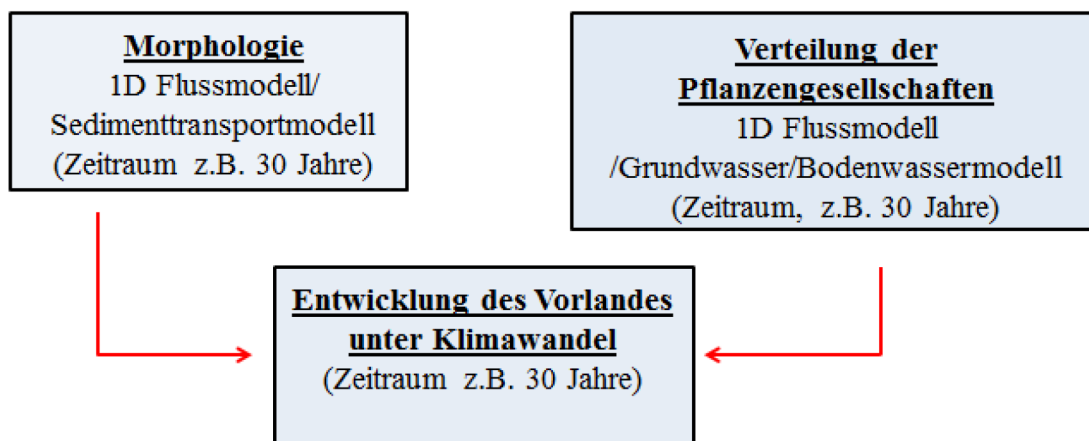 Morphologie
1D Flussmodell/
Sedimenttransportmodell
(Zeitraum z.B. 30 Jahre)
Verteilung der
Pflanzengesellschaften
1D Flussmodell
/Grundwasser/Bodenwassermodell
(Zeitraum, z.B. 30 Jahre)
Entwicklung des Vorlandes
unter Klimawandel
(Zeitraum z.B. 30 Jahre)